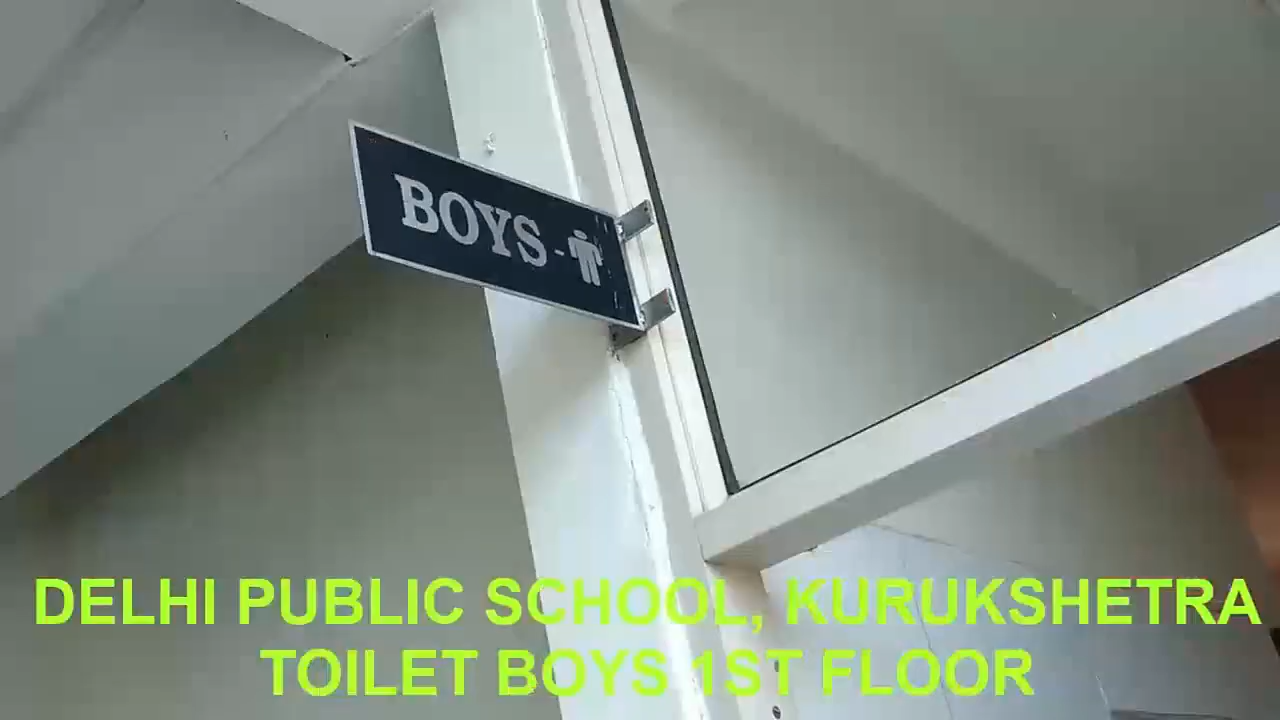 BOYS-
DELHI PUBLIC SCHOOL, KURUKSHETRA
TOILET BOYS 1ST FLOOR